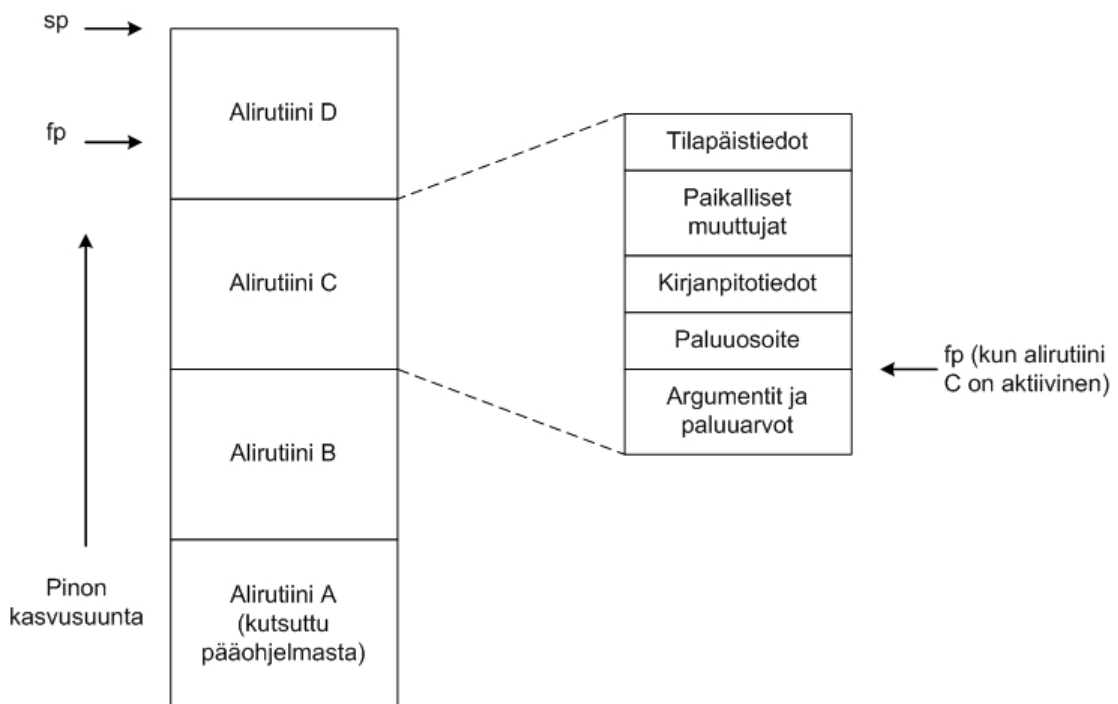 sp
fp
Alirutiini D
Alirutiini C
Alirutiini B
Alirutiini A
(kutsuttu
pääohjelmasta)
Pinon
kasvusuunta
Tilapäistiedot
Paikalliset
muuttujat
Kirjanpitotiedot
Paluuosoite
Argumentit ja
paluuarvot
fp (kun alirutiini
C on aktiivinen)